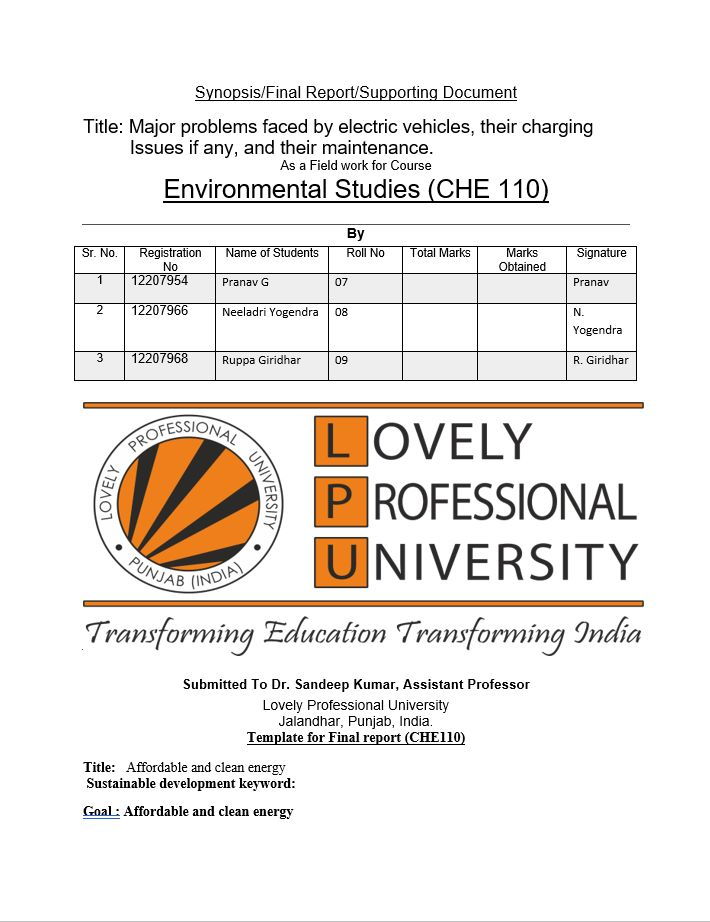 Synopsis/Final Report/Supporting Document
Title: Major problems faced by electric vehicles, their charging
Issues if any, and their maintenance.
As a Field work for Course
Environmental Studies (CHE 110)
By
Sr. No. Registration No Name of Students Roll No Total Marks Marks Obtained Signature
1 12207954 Pranav G 07 Pranav
2 12207966 Neeladri Yogendra 08 N. Yogendra
3 12207968 Ruppa Giridhar 09 R. Giridhar
LOVELY PROFESSIONAL UNIVERSITY
PUNJAB (INDIA)
LOVELY
PROFESSIONAL
UNIVERSITY
Transforming Education Transforming India
Submitted To Dr. Sandeep Kumar, Assistant Professor
Lovely Professional University
Jalandhar, Punjab, India.
Template for Final report (CHE110)
Title: Affordable and clean energy
Sustainable development keyword:
Goal : Affordable and clean energy